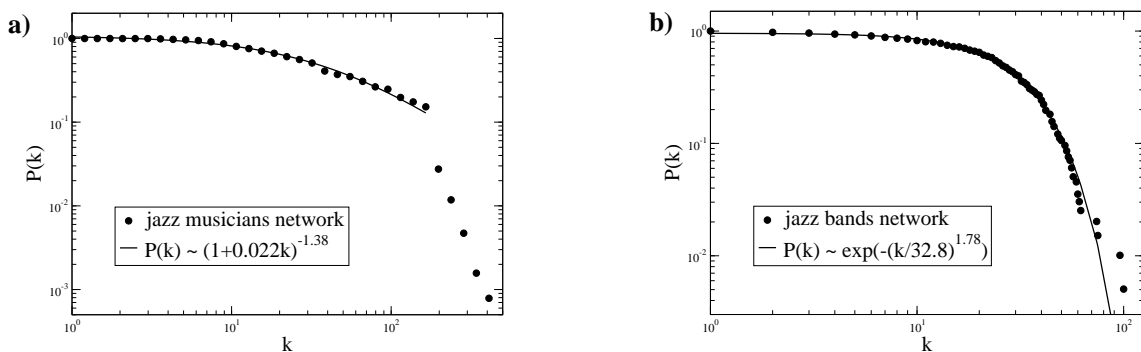 a)
10^0
10^-1
10^-2
10^-3
P(k)
jazz musicians network
P(k) ~ (1+0.022k)^-1.38
10^0 10^1 10^2
k
b)
10^0
10^-1
10^-2
P(k)
jazz bands network
P(k) ~ exp(-(k/32.8)^1.78)
10^0 10^1 10^2
k